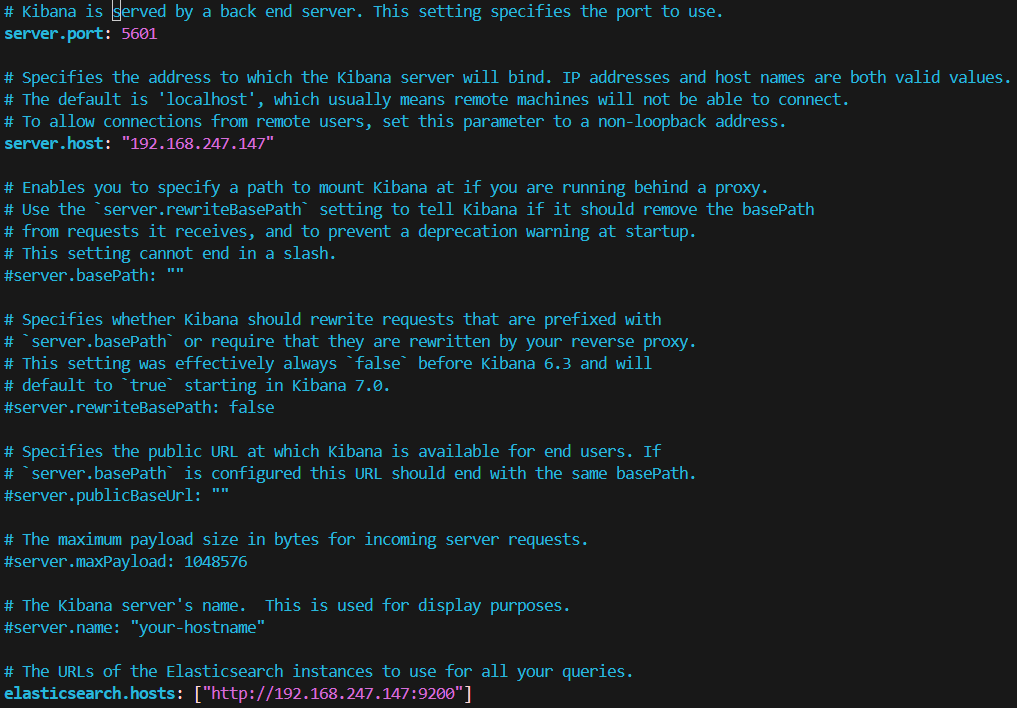 # Kibana is served by a back end server. This setting specifies the port to use.
server.port: 5601
# Specifies the address to which the Kibana server will bind. IP addresses and host names are both valid values.
# The default is 'localhost', which usually means remote machines will not be able to connect.
# To allow connections from remote users, set this parameter to a non-loopback address.
server.host: "192.168.247.147"
# Enables you to specify a path to mount Kibana at if you are running behind a proxy.
# Use the `server.rewriteBasePath` setting to tell Kibana if it should remove the basePath
# from requests it receives, and to prevent a deprecation warning at startup.
# This setting cannot end in a slash.
#server.basePath: ""
# Specifies whether Kibana should rewrite requests that are prefixed with
# `server.basePath` or require that they are rewritten by your reverse proxy.
# This setting was effectively always `false` before Kibana 6.3 and will
# default to `true` starting in Kibana 7.0.
#server.rewriteBasePath: false
# Specifies the public URL at which Kibana is available for end users. If
# `server.basePath` is configured this URL should end with the same basePath.
#server.publicBaseUrl: ""
# The maximum payload size in bytes for incoming server requests.
#server.maxPayload: 1048576
# The Kibana server's name.  This is used for display purposes.
#server.name: "your-hostname"
# The URLs of the Elasticsearch instances to use for all your queries.
elasticsearch.hosts: ["http://192.168.247.147:9200"]